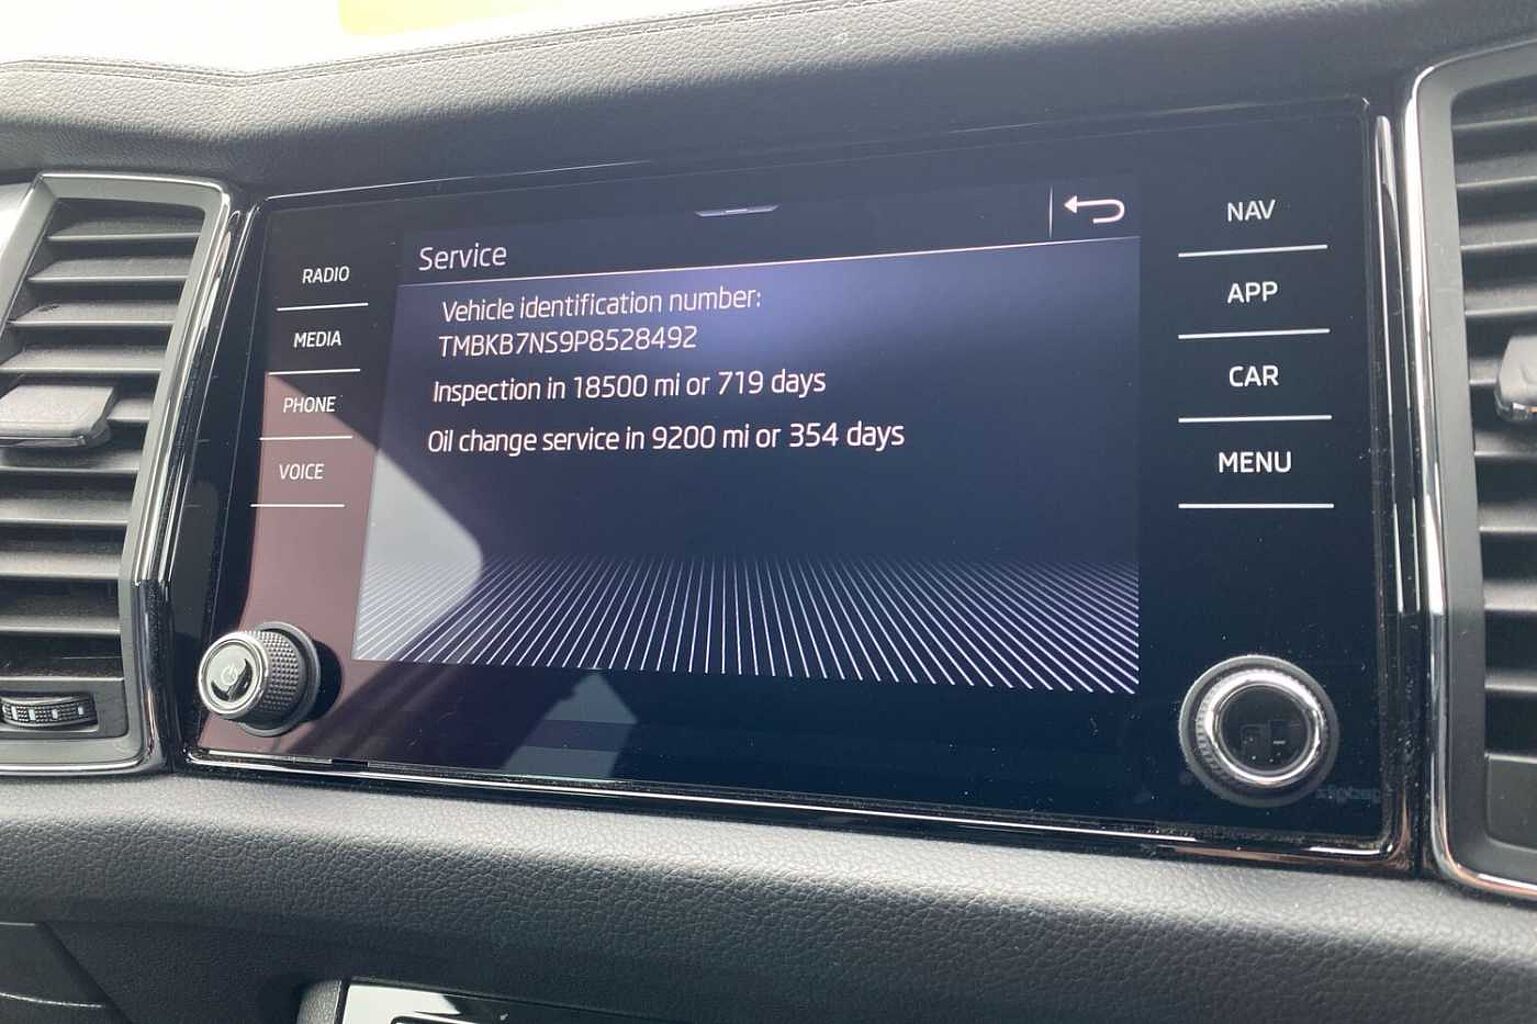 Service
Vehicle identification number:
TMBKB7NS9P8528492
Inspection in 18500 mi or 719 days
Oil change service in 9200 mi or 354 days
RADIO
MEDIA
PHONE
VOICE
NAV
APP
CAR
MENU